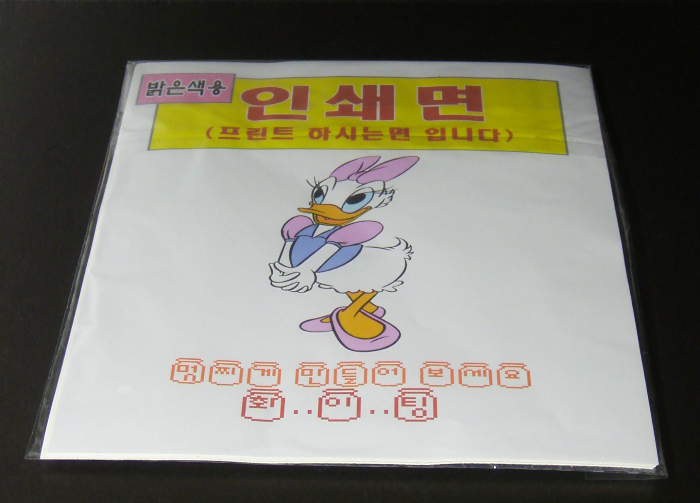 밝은색용
인쇄면
(프린트 하시는면 입니다)
멋찌게 만들어 보세요
화..이..팅